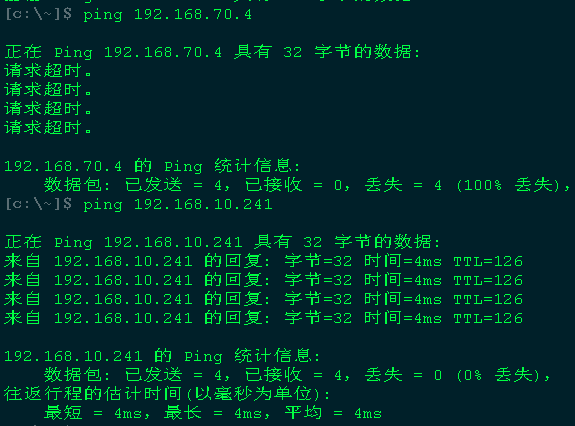 [c:\~]$ ping 192.168.70.4
正在 Ping 192.168.70.4 具有 32 字节的数据:
请求超时。
请求超时。
请求超时。
请求超时。
192.168.70.4 的 Ping 统计信息:
数据包: 已发送 = 4, 已接收 = 0, 丢失 = 4 (100% 丢失),
[c:\~]$ ping 192.168.10.241
正在 Ping 192.168.10.241 具有 32 字节的数据:
来自 192.168.10.241 的回复: 字节=32 时间=4ms TTL=126
来自 192.168.10.241 的回复: 字节=32 时间=4ms TTL=126
来自 192.168.10.241 的回复: 字节=32 时间=4ms TTL=126
来自 192.168.10.241 的回复: 字节=32 时间=4ms TTL=126
192.168.10.241 的 Ping 统计信息:
数据包: 已发送 = 4, 已接收 = 4, 丢失 = 0 (0% 丢失),
往返行程的估计时间(以毫秒为单位):
最短 = 4ms, 最长 = 4ms, 平均 = 4ms